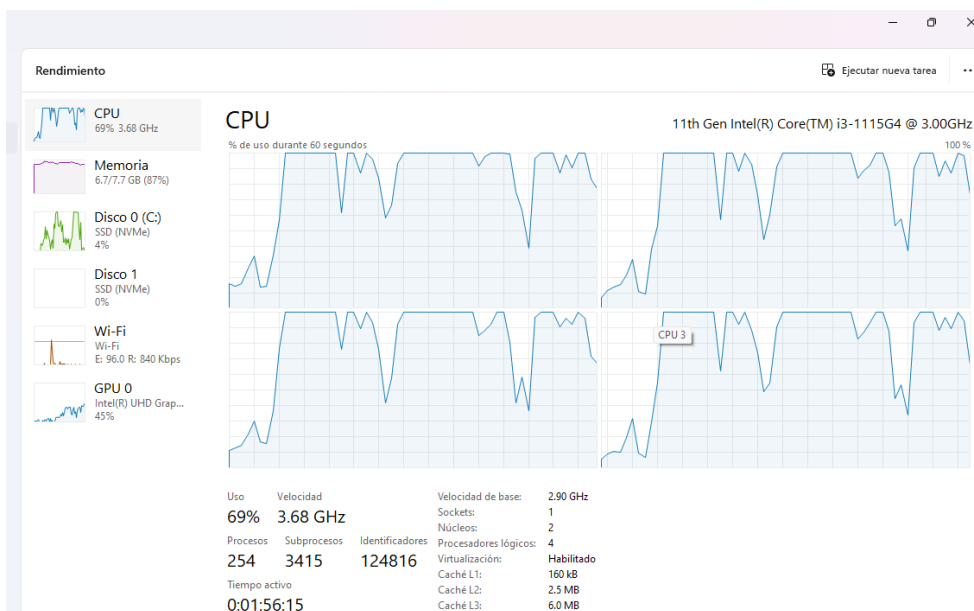 Rendimiento
Ejecutar nueva tarea
CPU
69% 3.68 GHz
Memoria
6.7/7.7 GB (87%)
Disco 0 (C:)
SSD (NVMe)
4%
Disco 1
SSD (NVMe)
0%
Wi-Fi
Wi-Fi
E: 96.0 R: 840 Kbps
GPU 0
Intel(R) UHD Grap...
45%
CPU
11th Gen Intel(R) Core(TM) i3-1115G4 @ 3.00GHz
% de uso durante 60 segundos
100 %
CPU 3
Uso
Velocidad
69%
3.68 GHz
Procesos
Subprocesos
Identificadores
254
3415
124816
Tiempo activo
0:01:56:15
Velocidad de base: 2.90 GHz
Sockets: 1
Núcleos: 2
Procesadores lógicos: 4
Virtualización: Habilitado
Caché L1: 160 kB
Caché L2: 2.5 MB
Caché L3: 6.0 MB